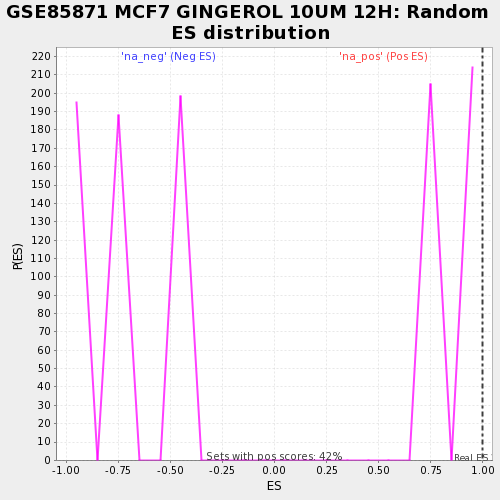 GSE85871 MCF7 GINGEROL 10UM 12H: Random
ES distribution
'na_neg' (Neg ES)
'na_pos' (Pos ES)
220
210
200
190
180
170
160
150
140
130
120
110
100
90
80
70
60
50
40
30
20
10
0
P(ES)
Sets with pos scores: 42%
Real ES
-1.00 -0.75 -0.50 -0.25 0.00 0.25 0.50 0.75 1.00
ES